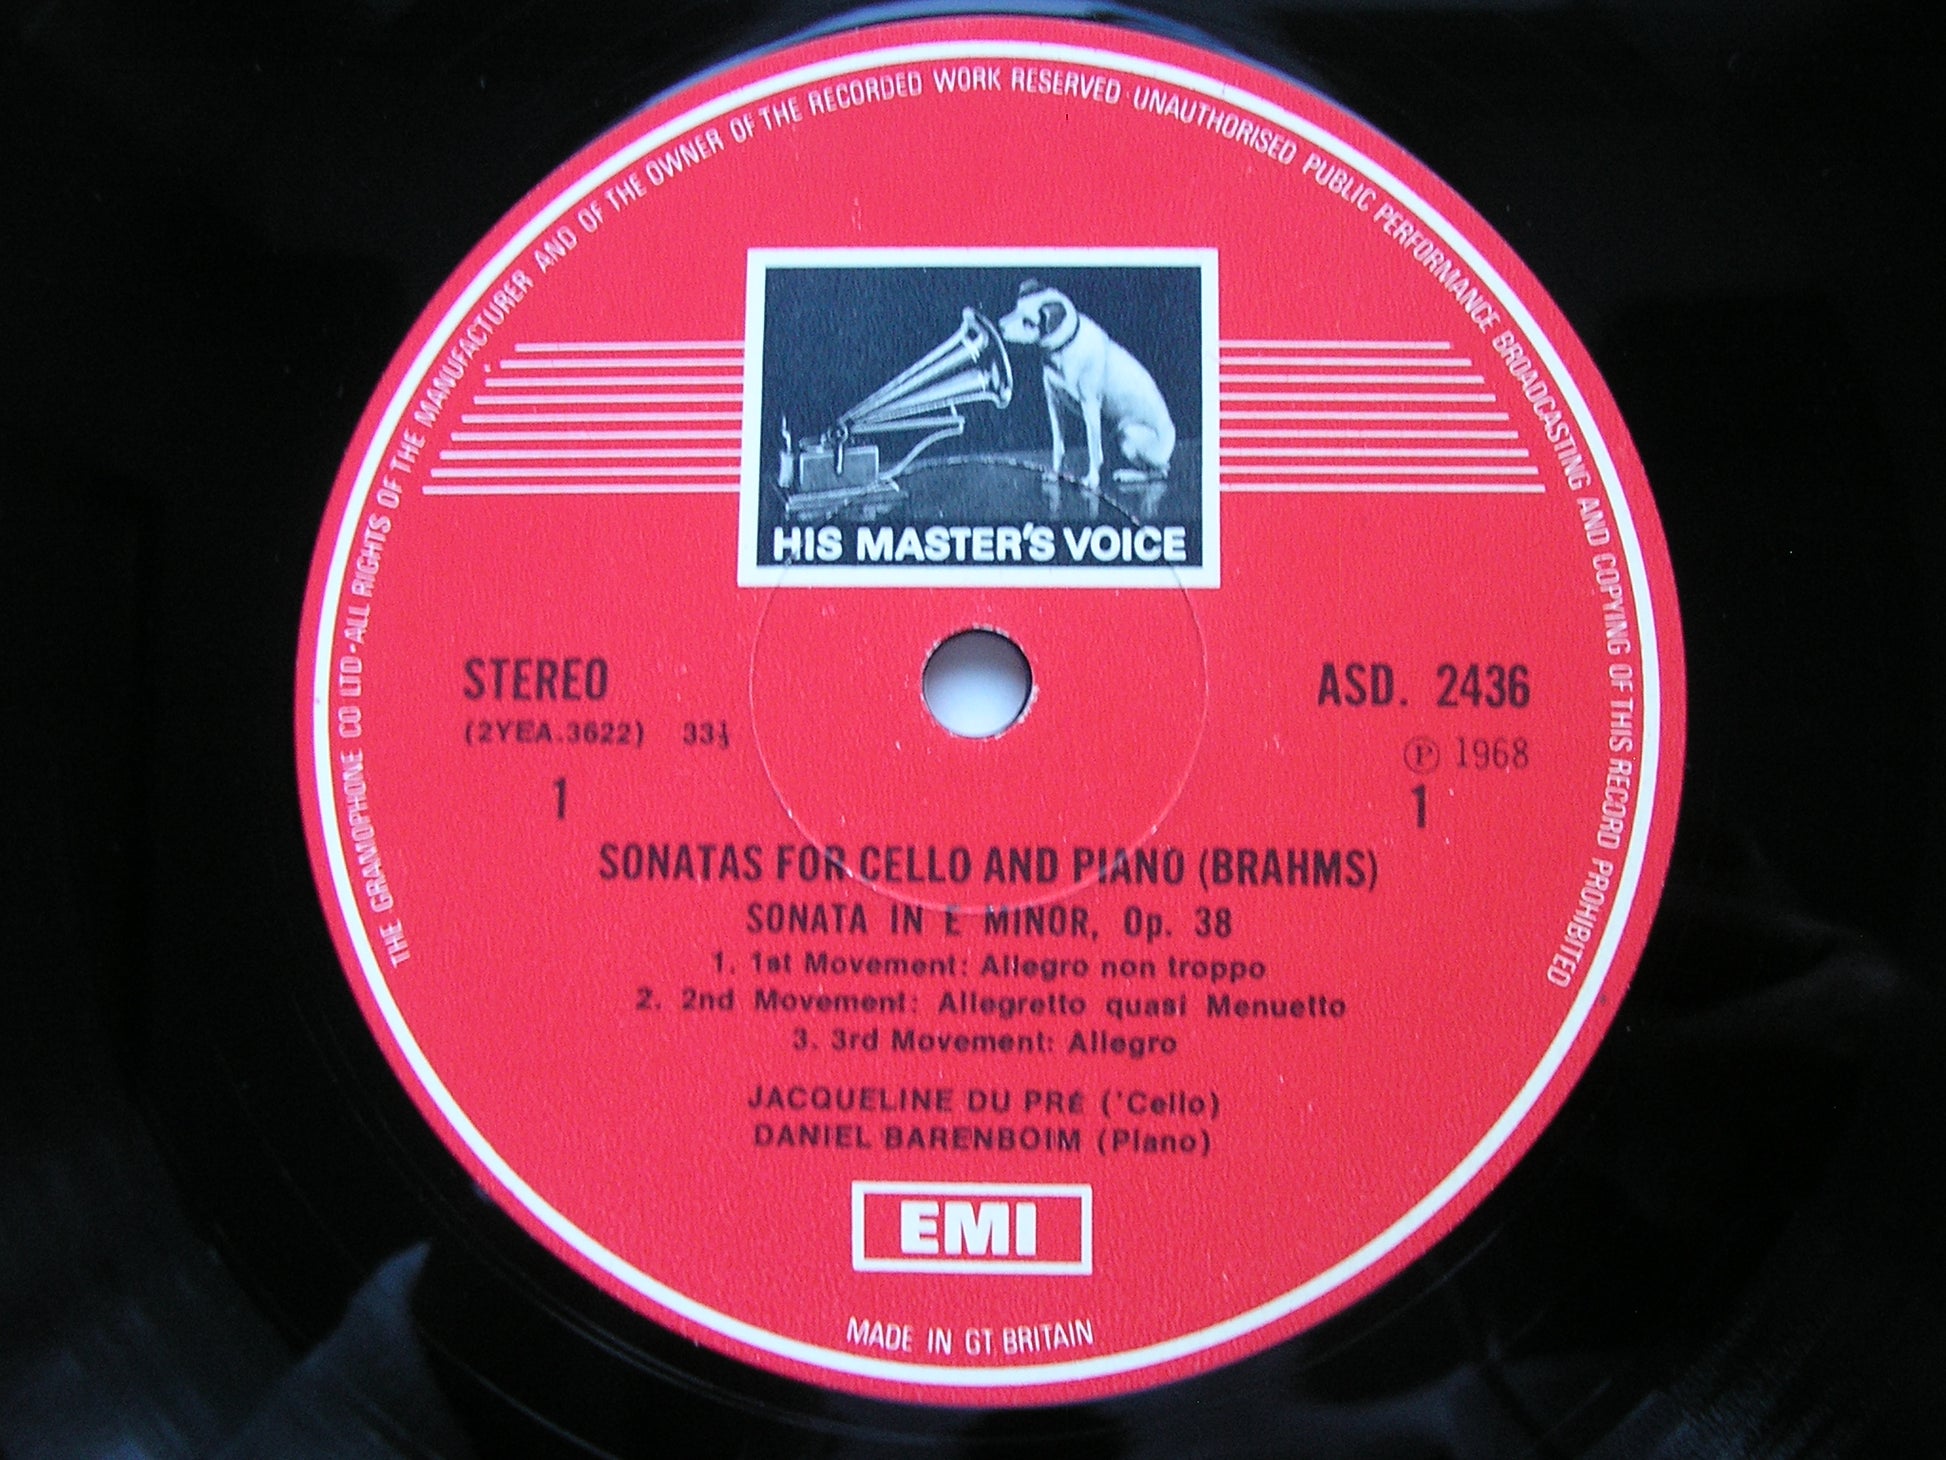 THE GRAMOPHONE CO LTD · ALL RIGHTS OF THE MANUFACTURER AND OF THE OWNER OF THE RECORDED WORK RESERVED · UNAUTHORISED PUBLIC PERFORMANCE BROADCASTING AND COPYING OF THIS RECORD PROHIBITED
HIS MASTER'S VOICE
STEREO
ASD. 2436
(2YEA.3622) 33⅓
Ⓟ 1968
1
1
SONATAS FOR CELLO AND PIANO (BRAHMS)
SONATA IN E MINOR, Op. 38
1. 1st Movement: Allegro non troppo
2. 2nd Movement: Allegretto quasi Menuetto
3. 3rd Movement: Allegro
JACQUELINE DU PRÉ ('Cello)
DANIEL BARENBOIM (Piano)
EMI
MADE IN GT BRITAIN